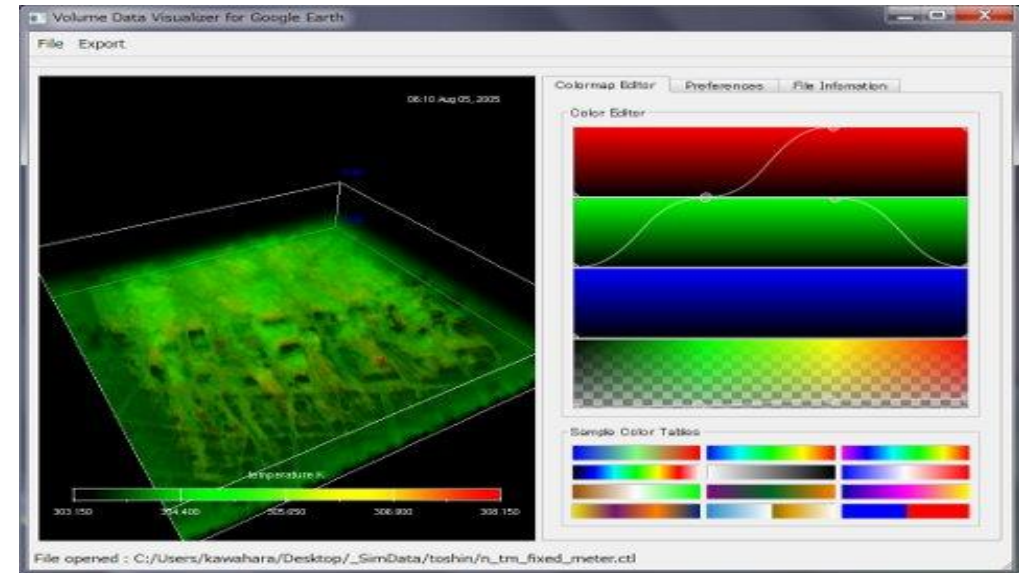 Volume Data Visualizer for Google Earth
File Export
06:10 Aug 05, 2005
temperature K
303.150 304.400 305.650 306.900 308.150
Colormap Editor Preferences File Infomation
Color Editor
Sample Color Tables
File opened : C:/Users/kawahara/Desktop/_SimData/toshin/n_tm_fixed_meter.ctl